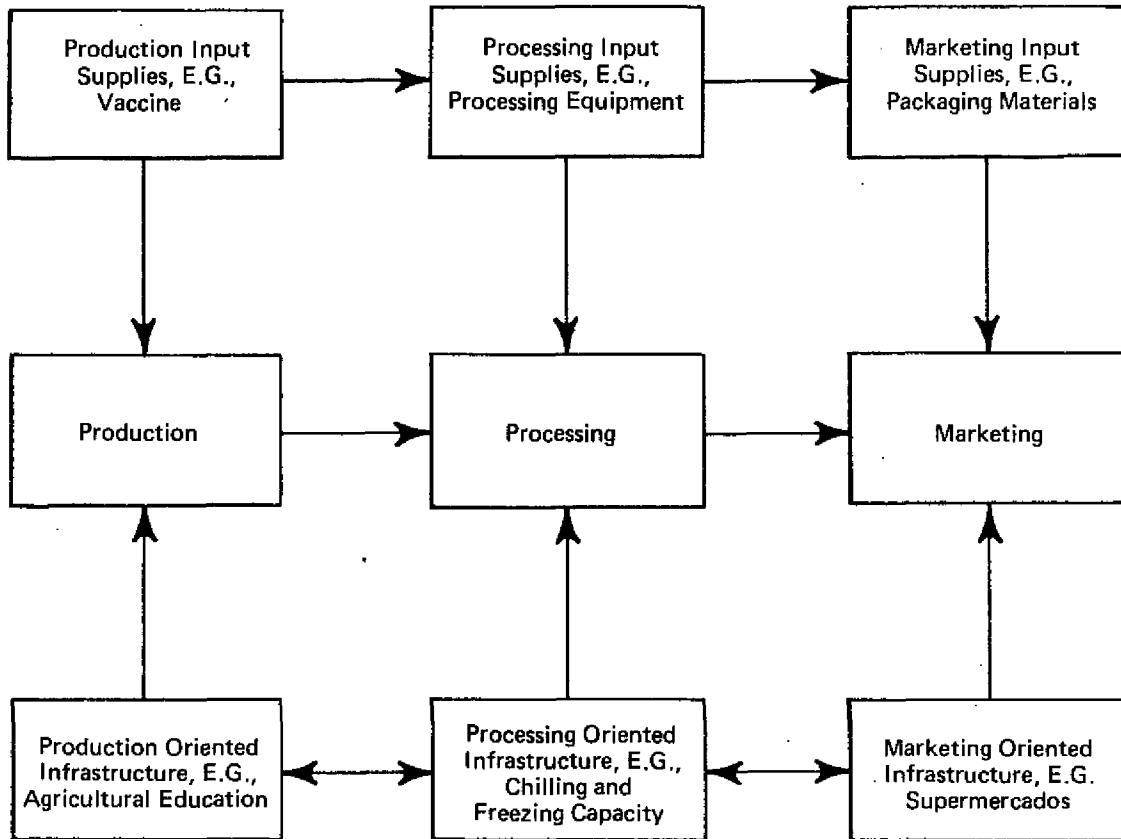 Production Input
Supplies, E.G.,
Vaccine
Processing Input
Supplies, E.G.,
Processing Equipment
Marketing Input
Supplies, E.G.,
Packaging Materials
Production
Processing
Marketing
Production Oriented
Infrastructure, E.G.,
Agricultural Education
Processing Oriented
Infrastructure, E.G.,
Chilling and
Freezing Capacity
Marketing Oriented
Infrastructure, E.G.
Supermercados